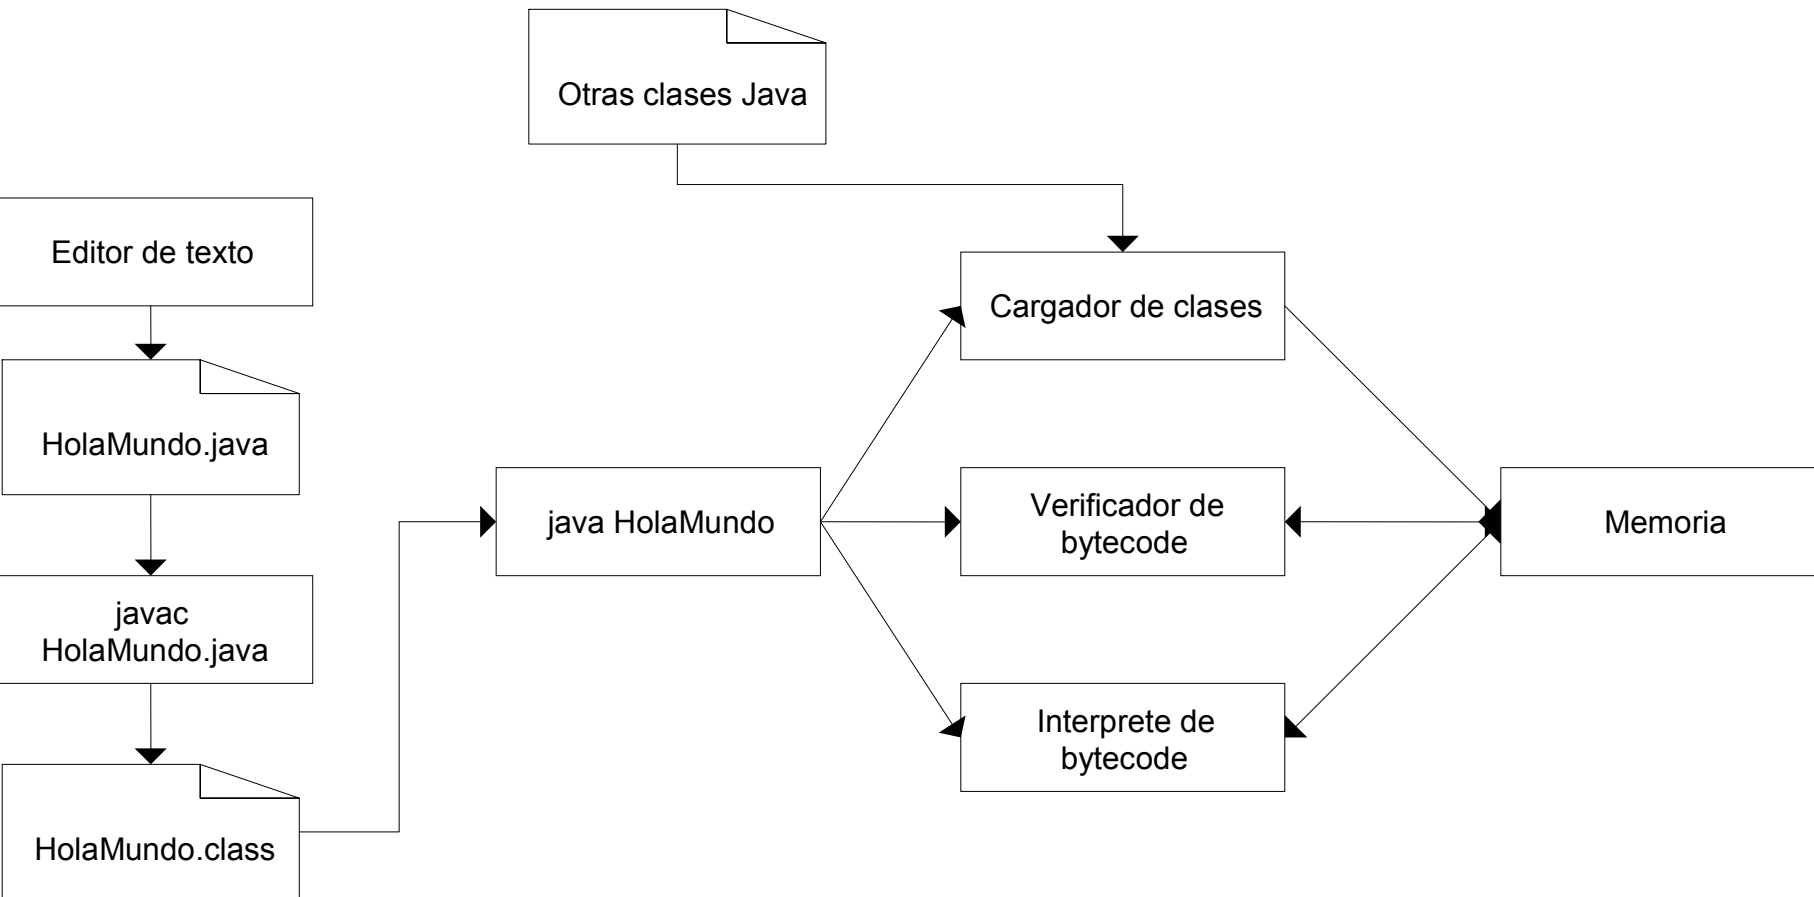 Otras clases Java
Editor de texto
HolaMundo.java
javac
HolaMundo.java
HolaMundo.class
java HolaMundo
Cargador de clases
Verificador de
bytecode
Interprete de
bytecode
Memoria